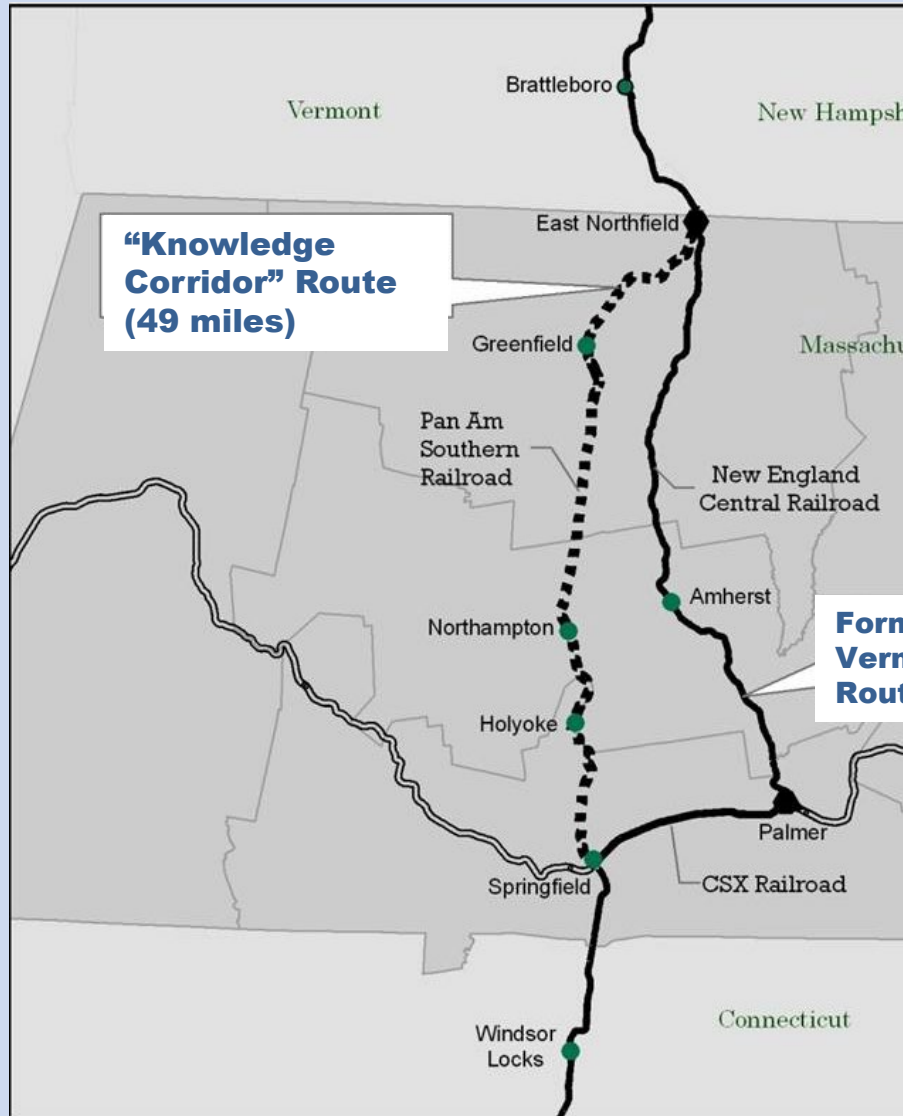 Brattleboro
Vermont
New Hampsh
East Northfield
“Knowledge
Corridor” Route
(49 miles)
Greenfield
Massachu
Pan Am
Southern
Railroad
New England
Central Railroad
Amherst
Northampton
Form
Verm
Rout
Holyoke
Palmer
Springfield
CSX Railroad
Connecticut
Windsor
Locks